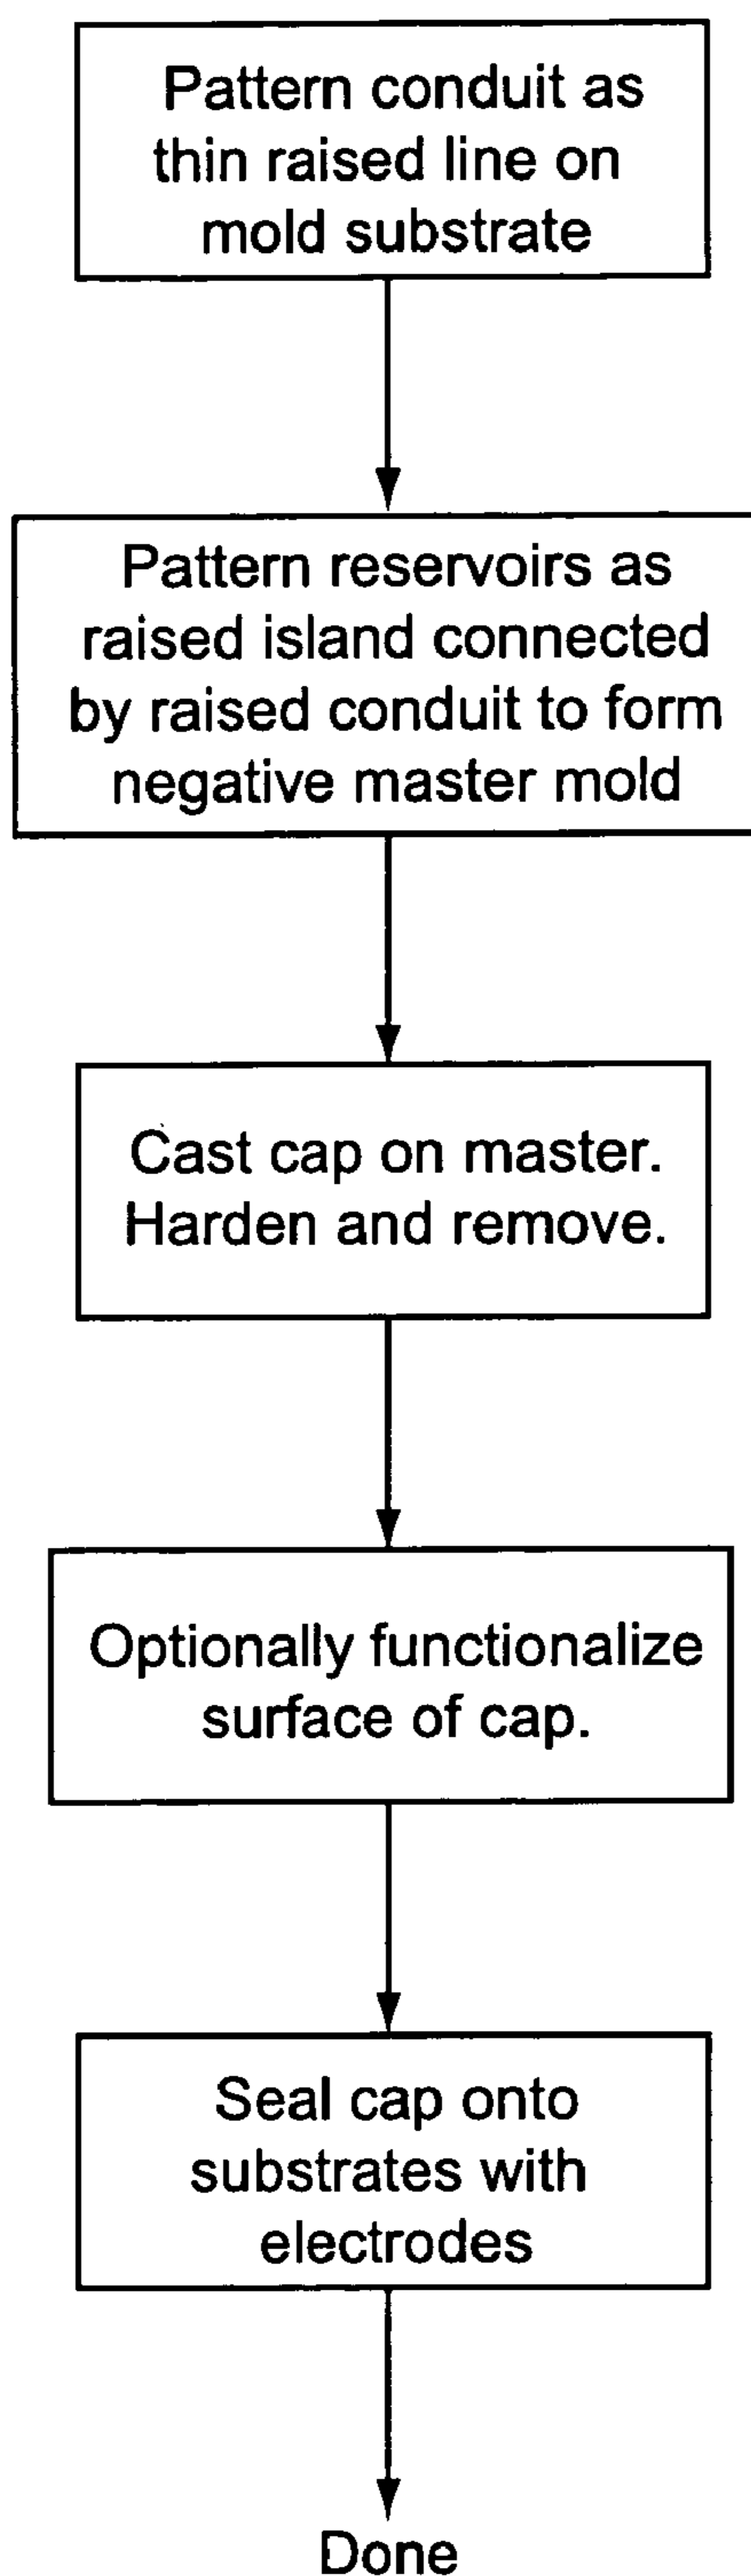 Pattern conduit as
thin raised line on
mold substrate
Pattern reservoirs as
raised island connected
by raised conduit to form
negative master mold
Cast cap on master.
Harden and remove.
Optionally functionalize
surface of cap.
Seal cap onto
substrates with
electrodes
Done